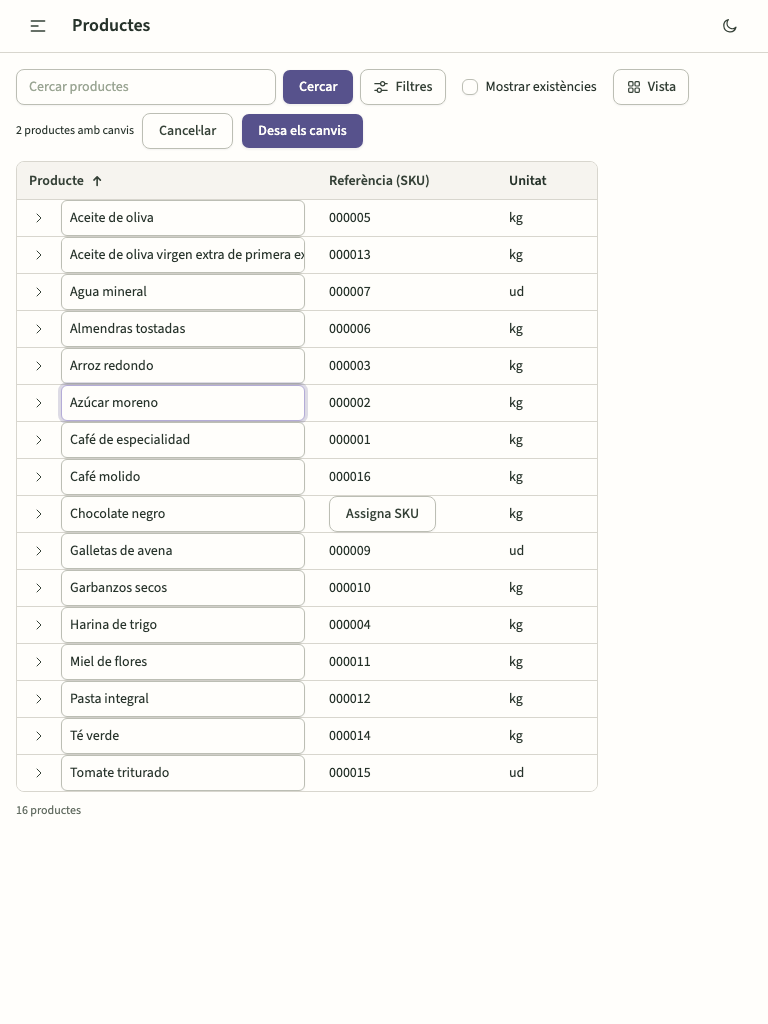 Productes
Cercar productes
Cercar
Filtres
Mostrar existències
Vista
2 productes amb canvis
Cancel·lar
Desa els canvis
Producte Referència (SKU) Unitat
Aceite de oliva 000005 kg
Aceite de oliva virgen extra de primera ex 000013 kg
Agua mineral 000007 ud
Almendras tostadas 000006 kg
Arroz redondo 000003 kg
Azúcar moreno 000002 kg
Café de especialidad 000001 kg
Café molido 000016 kg
Chocolate negro Assigna SKU kg
Galletas de avena 000009 ud
Garbanzos secos 000010 kg
Harina de trigo 000004 kg
Miel de flores 000011 kg
Pasta integral 000012 kg
Té verde 000014 kg
Tomate triturado 000015 ud
16 productes